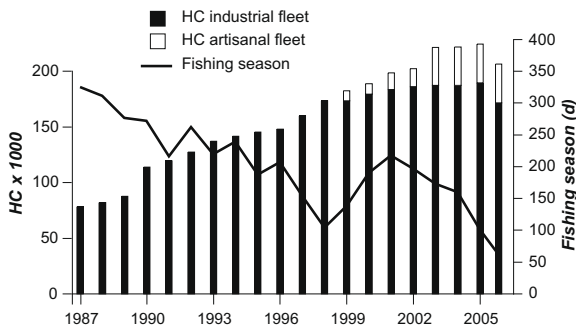 HC industrial fleet
HC artisanal fleet
Fishing season
HC x 1000
200
150
100
50
0
400
350
300
250
200
150
100
50
0
Fishing season (d)
1987 1990 1993 1996 1999 2002 2005